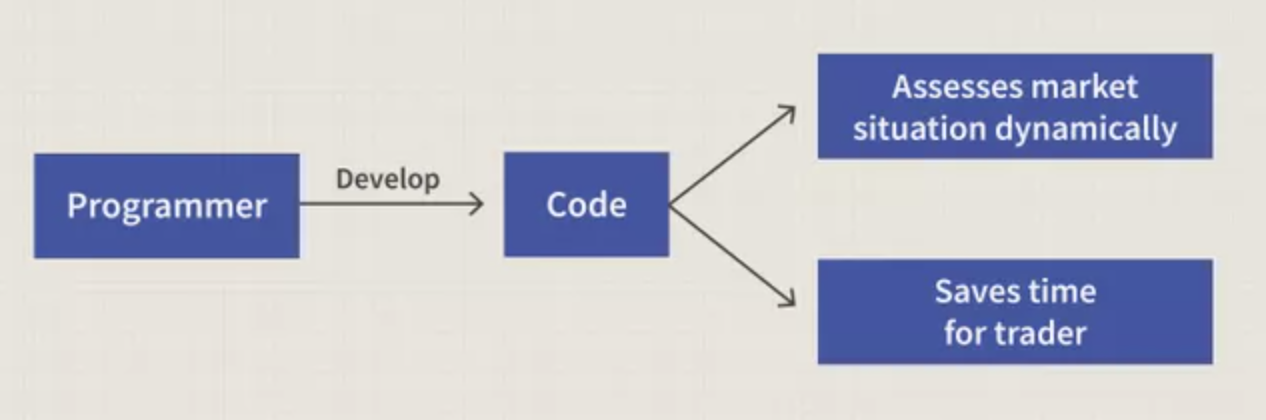 Programmer
Develop
Code
Assesses market
situation dynamically
Saves time
for trader